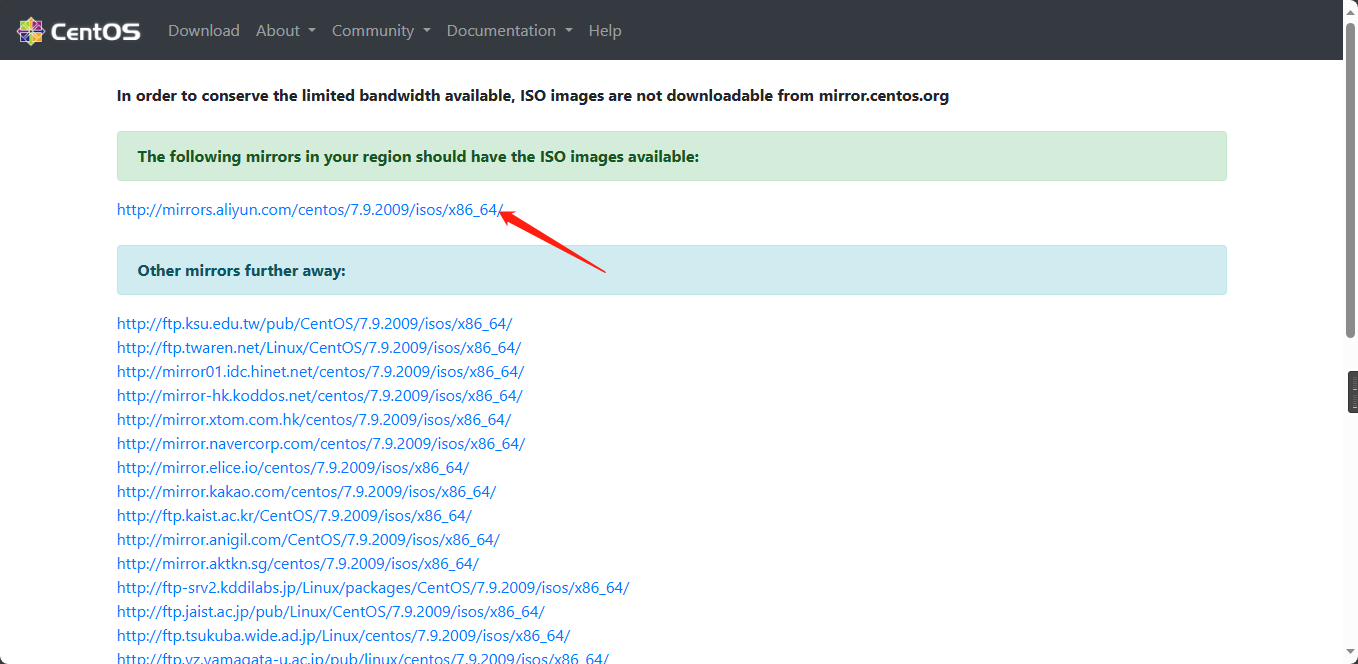 CentOS Download About Community Documentation Help
In order to conserve the limited bandwidth available, ISO images are not downloadable from mirror.centos.org
The following mirrors in your region should have the ISO images available:
http://mirrors.aliyun.com/centos/7.9.2009/isos/x86_64/
Other mirrors further away:
http://ftp.ksu.edu.tw/pub/CentOS/7.9.2009/isos/x86_64/
http://ftp.twaren.net/Linux/CentOS/7.9.2009/isos/x86_64/
http://mirror01.idc.hinet.net/centos/7.9.2009/isos/x86_64/
http://mirror-hk.koddos.net/centos/7.9.2009/isos/x86_64/
http://mirror.xtom.com.hk/centos/7.9.2009/isos/x86_64/
http://mirror.navercorp.com/centos/7.9.2009/isos/x86_64/
http://mirror.elice.io/centos/7.9.2009/isos/x86_64/
http://mirror.kakao.com/centos/7.9.2009/isos/x86_64/
http://ftp.kaist.ac.kr/CentOS/7.9.2009/isos/x86_64/
http://mirror.anigil.com/CentOS/7.9.2009/isos/x86_64/
http://mirror.aktkn.sg/centos/7.9.2009/isos/x86_64/
http://ftp-srv2.kddilabs.jp/Linux/packages/CentOS/7.9.2009/isos/x86_64/
http://ftp.jaist.ac.jp/pub/Linux/CentOS/7.9.2009/isos/x86_64/
http://ftp.tsukuba.wide.ad.jp/Linux/centos/7.9.2009/isos/x86_64/
http://ftp.yz.yamagata-u.ac.jp/pub/linux/centos/7.9.2009/isos/x86_64/